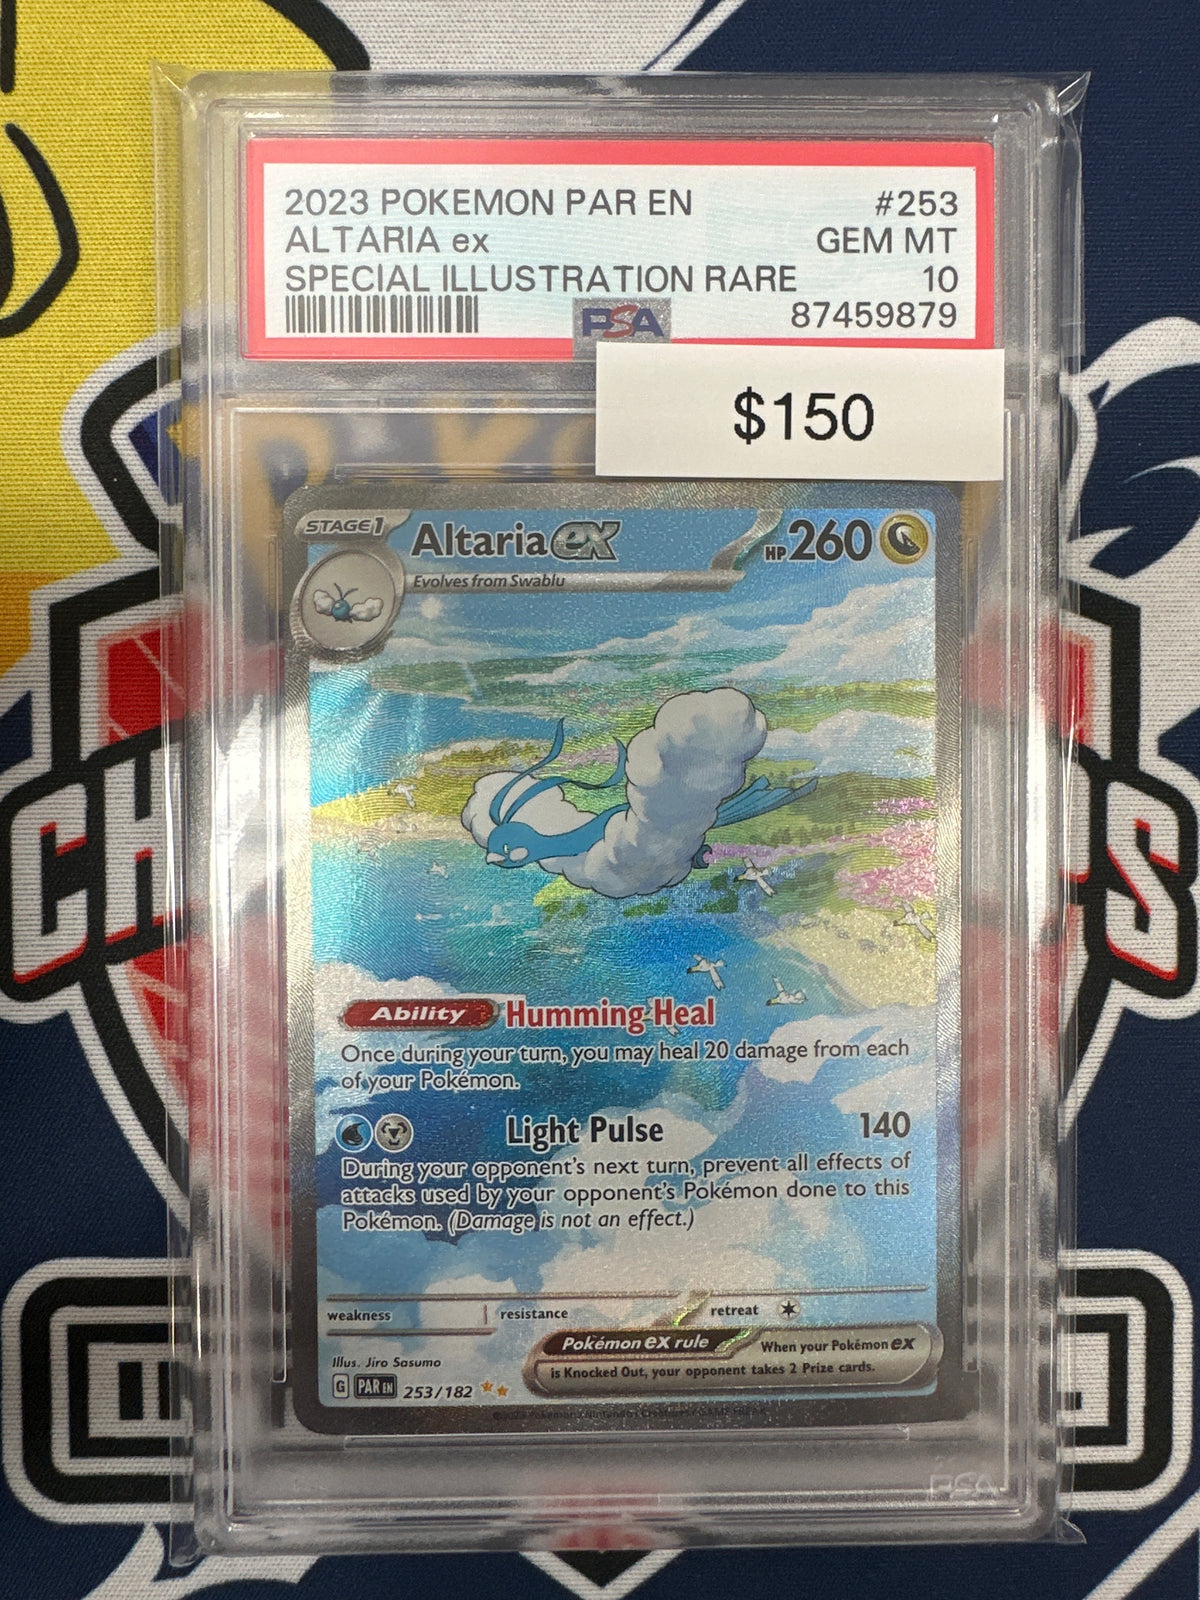 2023 POKEMON PAR EN #253
ALTARIA ex GEM MT
SPECIAL ILLUSTRATION RARE 10
PSA 87459879
$150
STAGE 1 Altaria ex HP 260
Evolves from Swablu
CH S
Ability Humming Heal
Once during your turn, you may heal 20 damage from each
of your Pokémon.
Light Pulse 140
During your opponent's next turn, prevent all effects of
attacks used by your opponent's Pokémon done to this
Pokémon. (Damage is not an effect.)
weakness resistance retreat
Pokémon ex rule When your Pokémon ex
is Knocked Out, your opponent takes 2 Prize cards.
Illus. Jiro Sasumo
G PAR EN 253/182
PSA